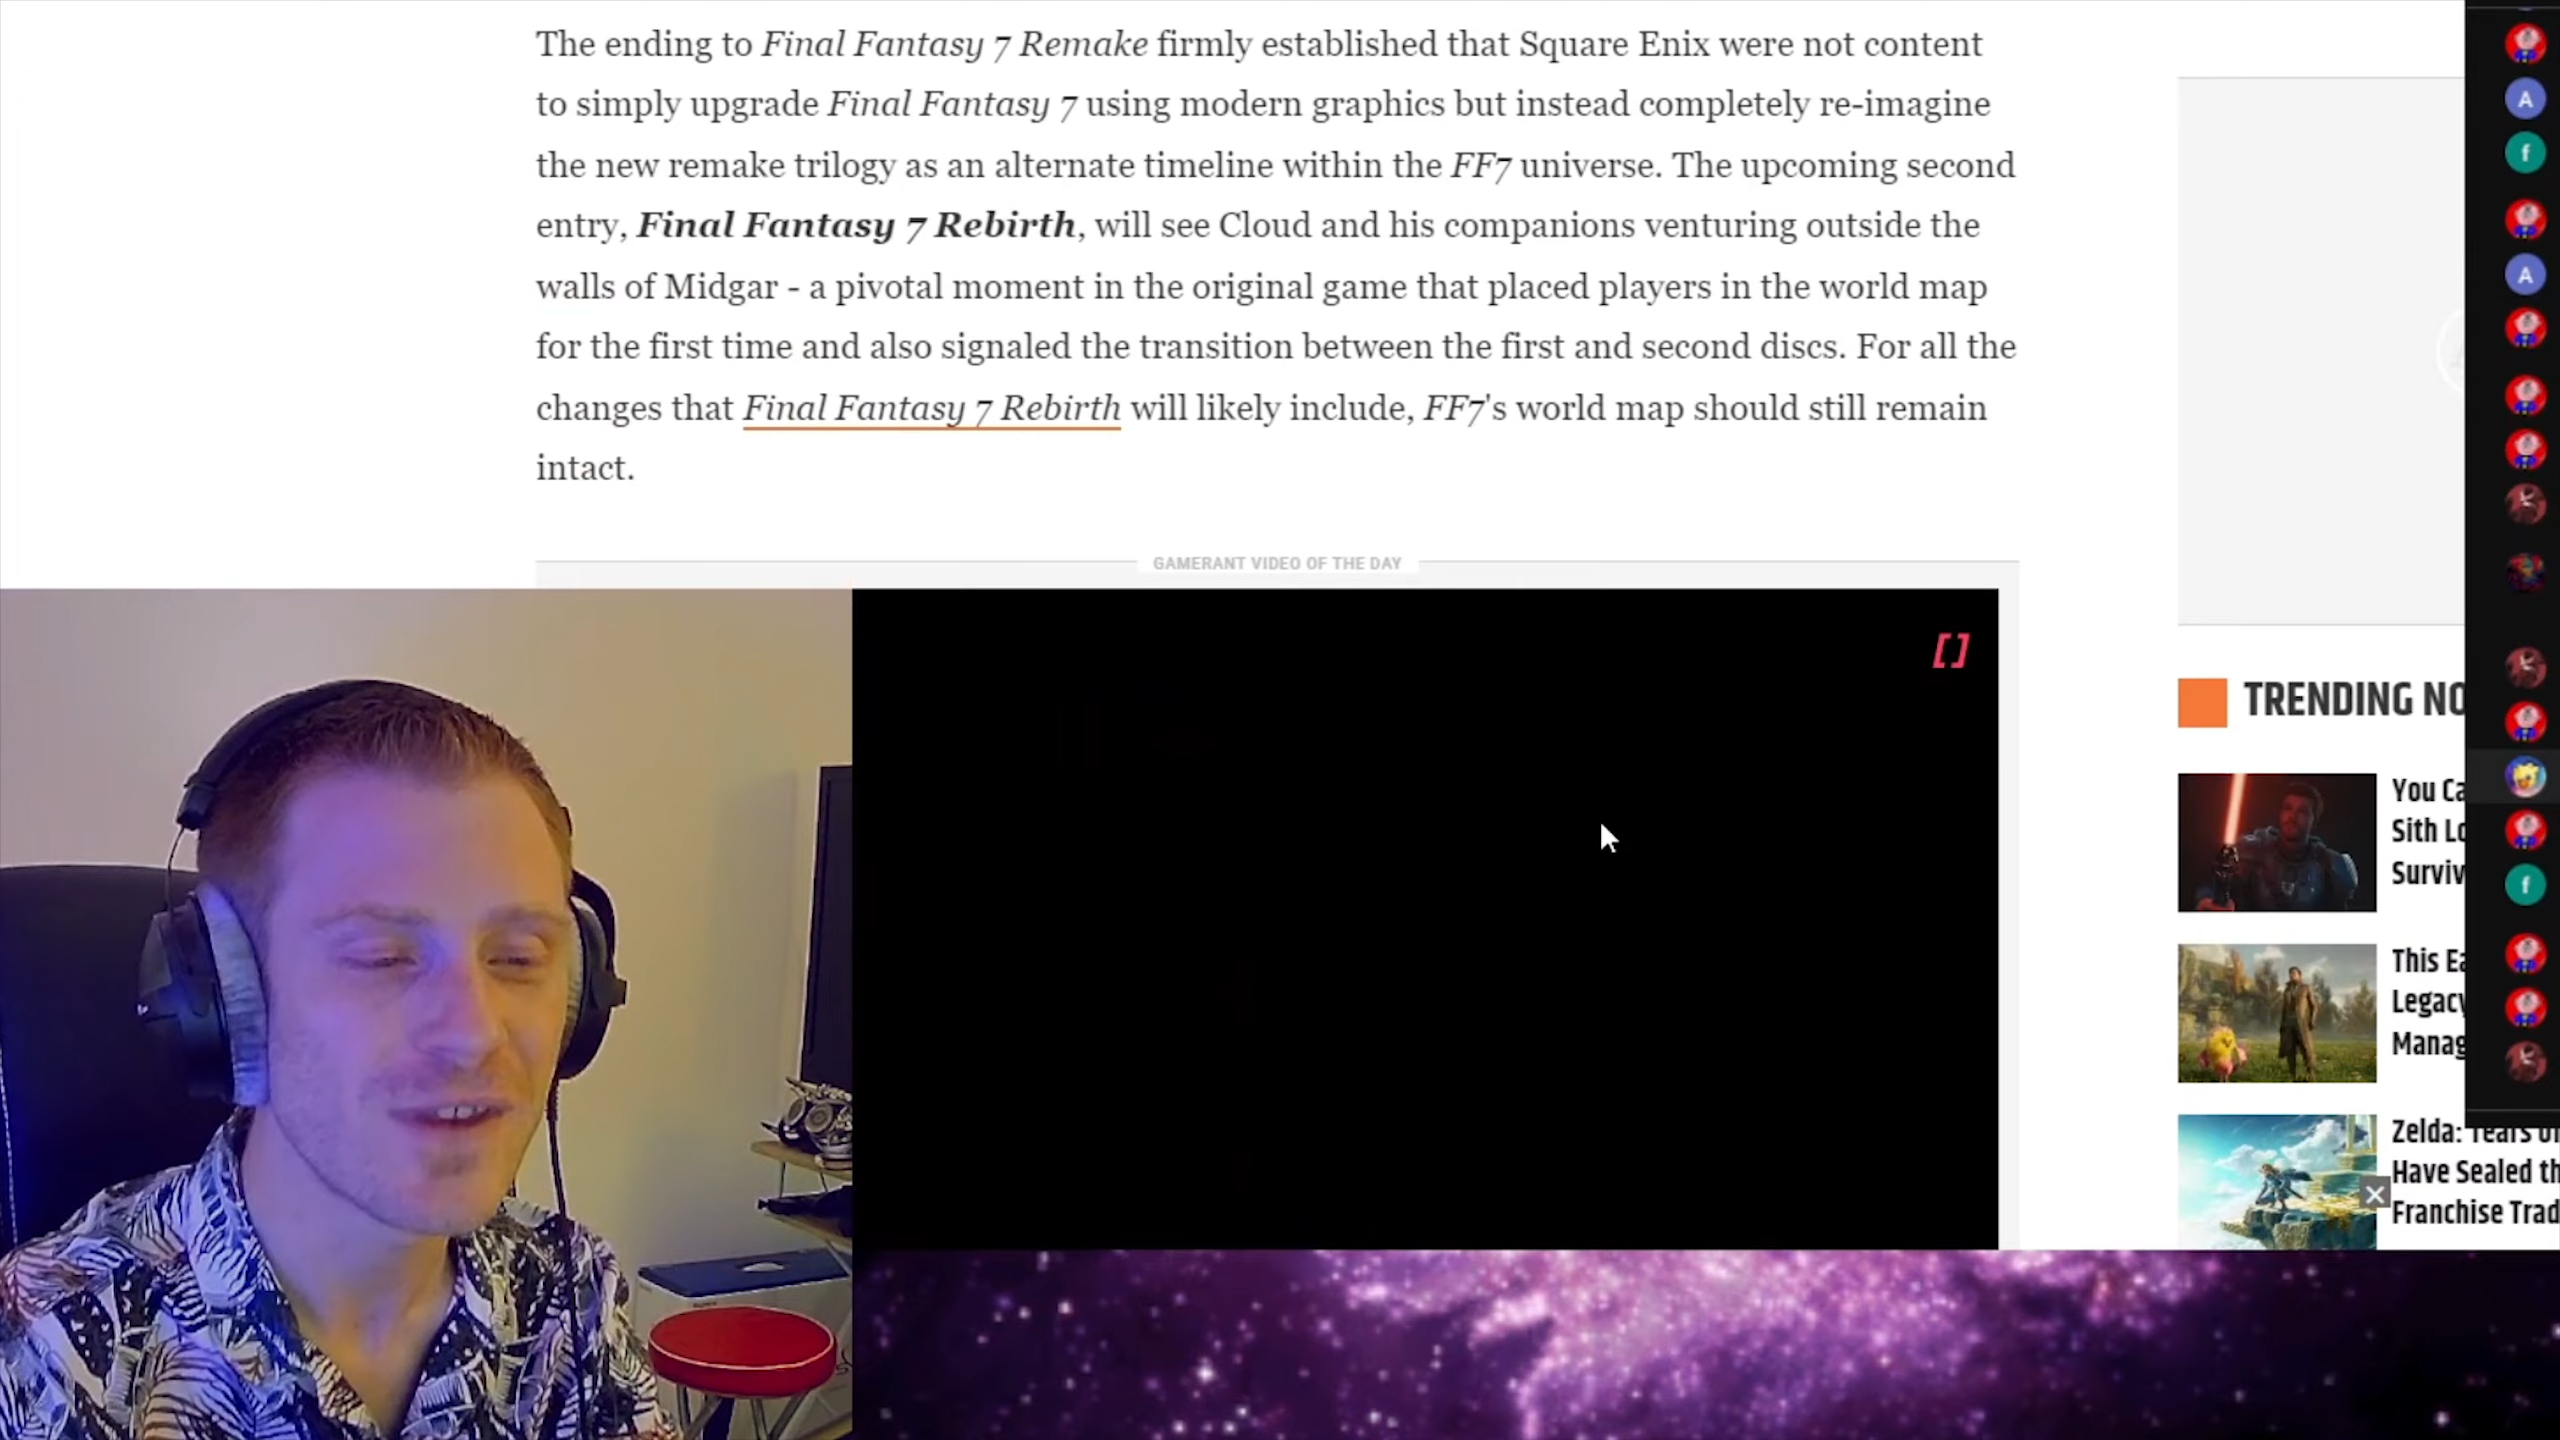 The ending to Final Fantasy 7 Remake firmly established that Square Enix were not content
to simply upgrade Final Fantasy 7 using modern graphics but instead completely re-imagine
the new remake trilogy as an alternate timeline within the FF7 universe. The upcoming second
entry, Final Fantasy 7 Rebirth, will see Cloud and his companions venturing outside the
walls of Midgar - a pivotal moment in the original game that placed players in the world map
for the first time and also signaled the transition between the first and second discs. For all the
changes that Final Fantasy 7 Rebirth will likely include, FF7's world map should still remain
intact.
GAMERANT VIDEO OF THE DAY
[]
TRENDING NO
You Ca
Sith Lo
Surviv
This Ea
Legacy
Manag
Zelda: Tears of
Have Sealed th
Franchise Trad
A
f
A
f